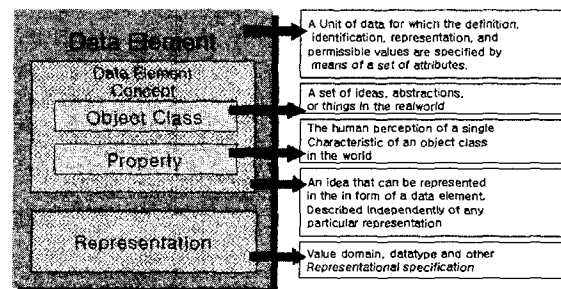 Data Element
Data Element
Concept
Object Class
Property
Representation
A Unit of data for which the definition,
identification, representation, and
permissible values are specified by
means of a set of attributes.
A set of ideas, abstractions,
or things in the realworld
The human perception of a single
Characteristic of an object class
in the world
An idea that can be represented
in the in form of a data element.
Described independently of any
particular representation
Value domain, datatype and other
Representational specification